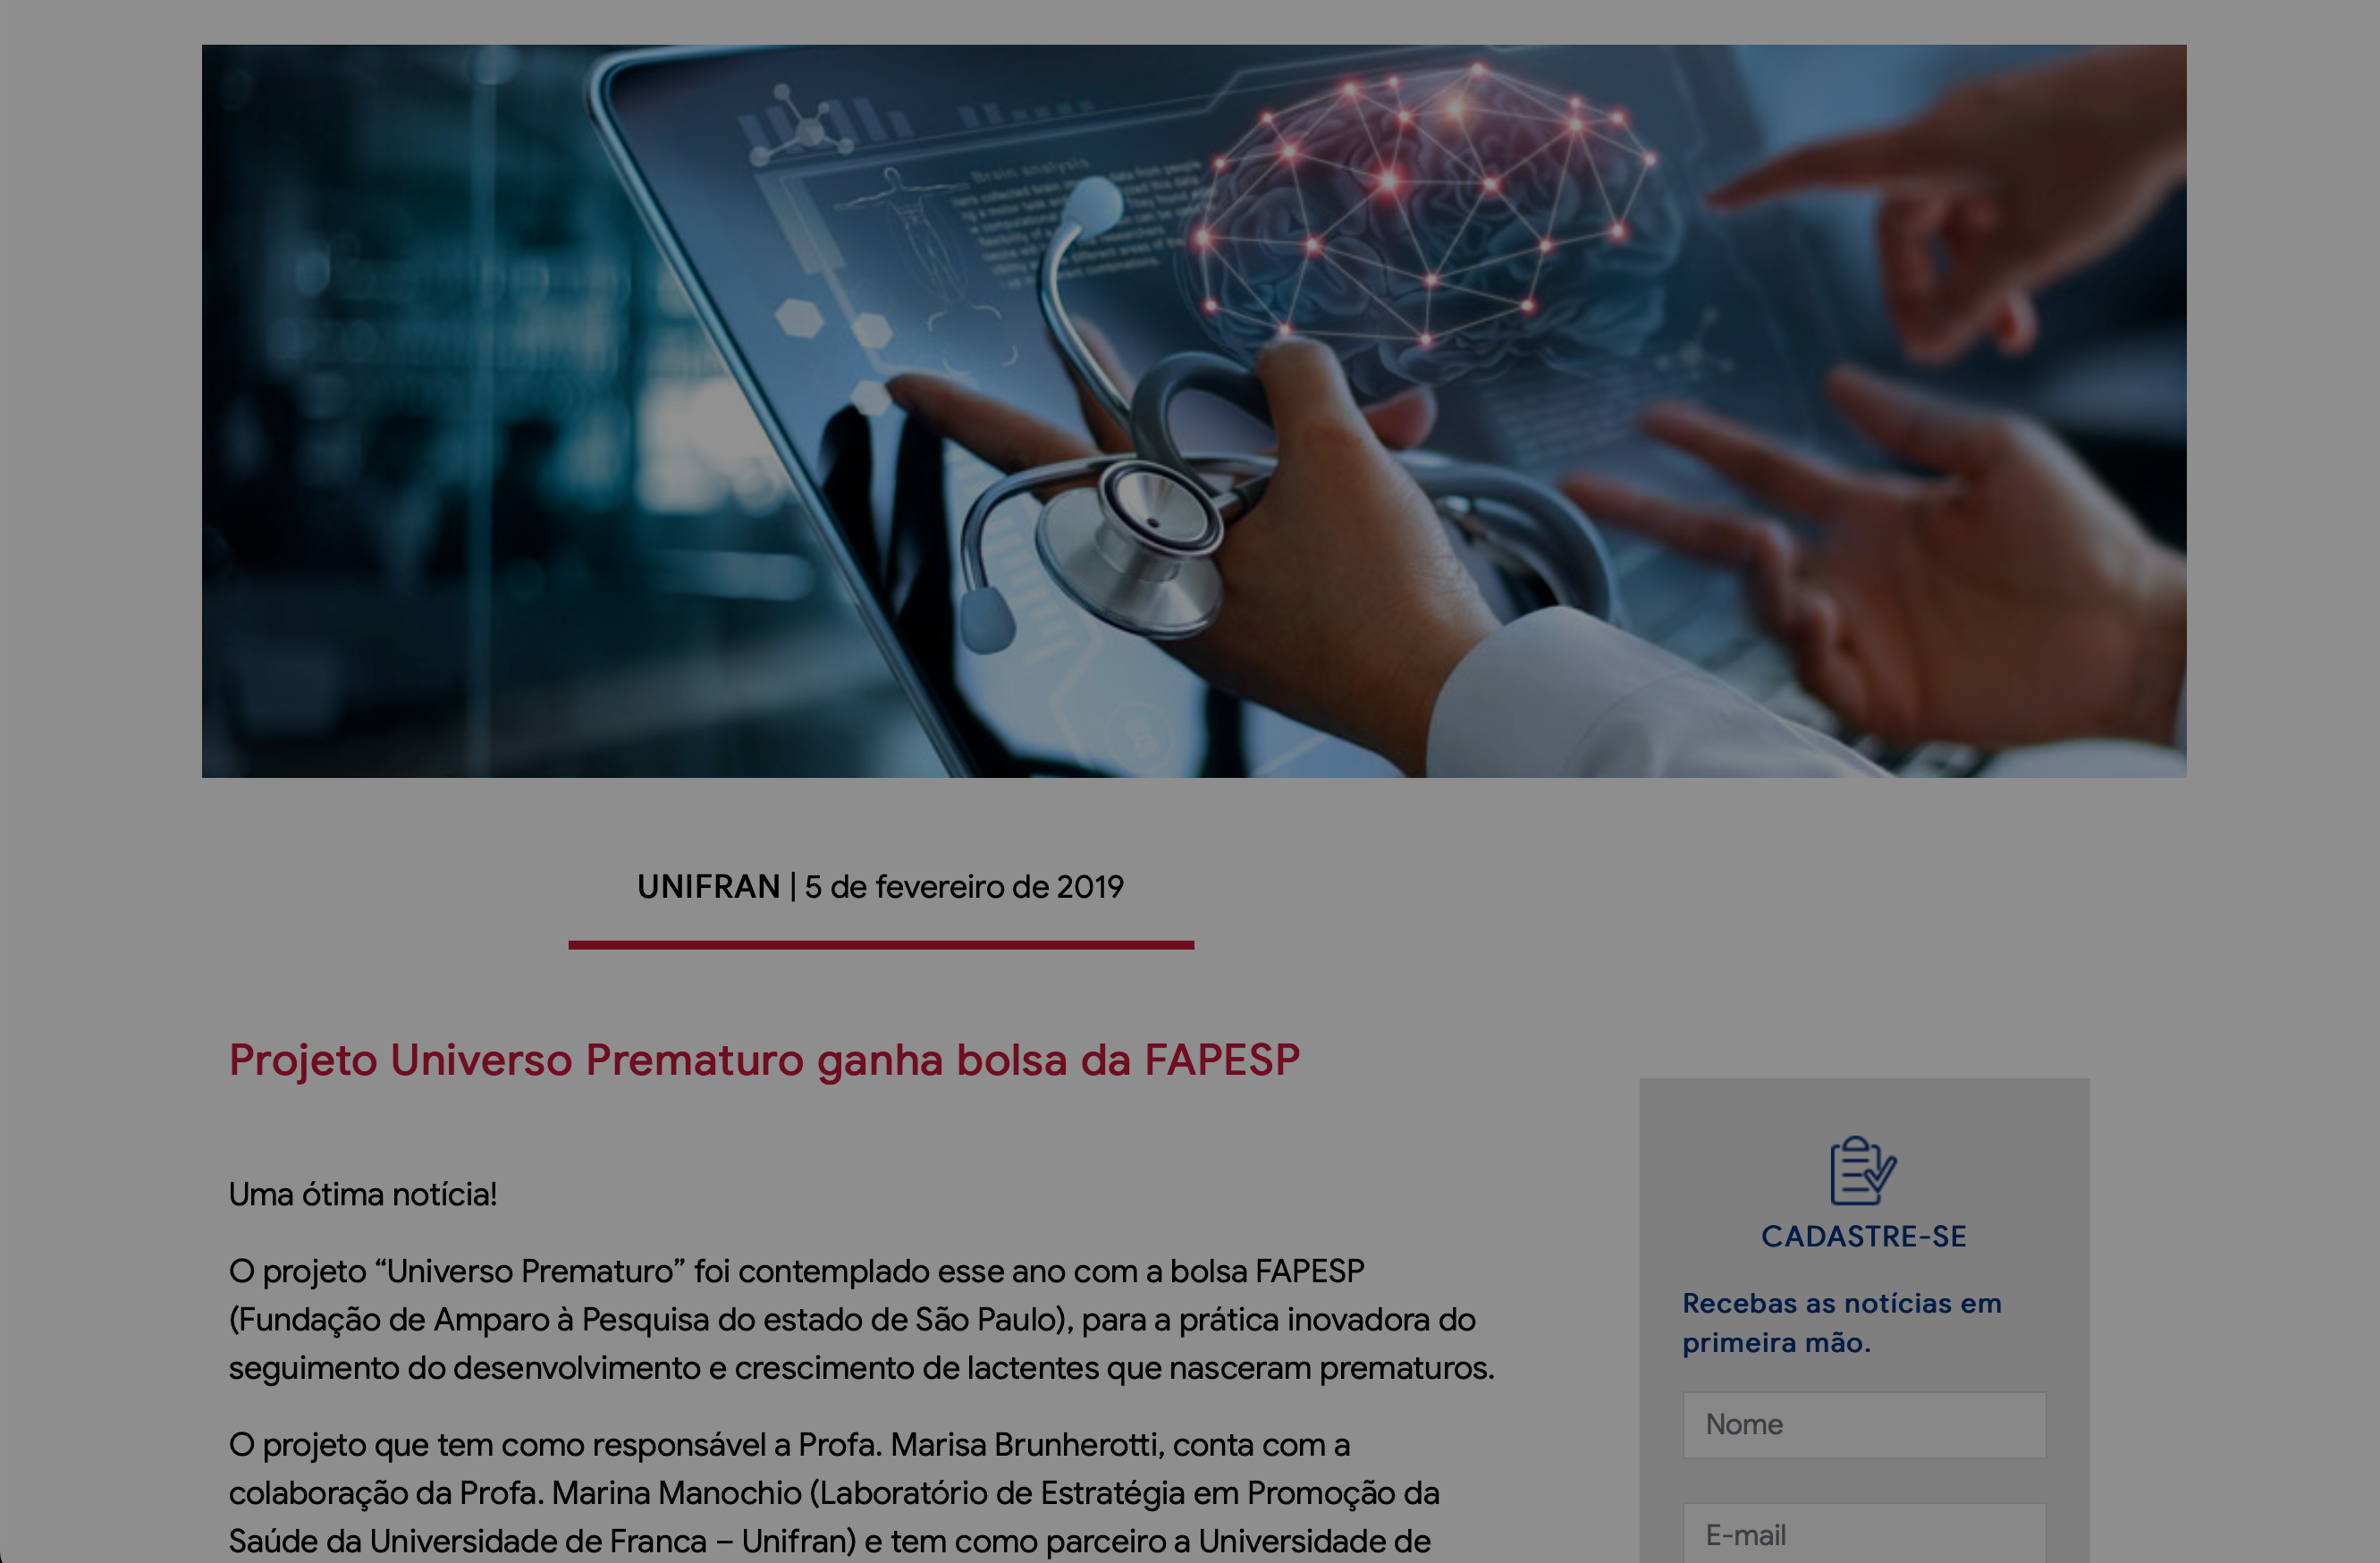 Brain analysis
UNIFRAN | 5 de fevereiro de 2019
Projeto Universo Prematuro ganha bolsa da FAPESP
Uma ótima notícia!
O projeto “Universo Prematuro” foi contemplado esse ano com a bolsa FAPESP
(Fundação de Amparo à Pesquisa do estado de São Paulo), para a prática inovadora do
seguimento do desenvolvimento e crescimento de lactentes que nasceram prematuros.
O projeto que tem como responsável a Profa. Marisa Brunherotti, conta com a
colaboração da Profa. Marina Manochio (Laboratório de Estratégia em Promoção da
Saúde da Universidade de Franca – Unifran) e tem como parceiro a Universidade de
CADASTRE-SE
Recebas as notícias em
primeira mão.
Nome
E-mail